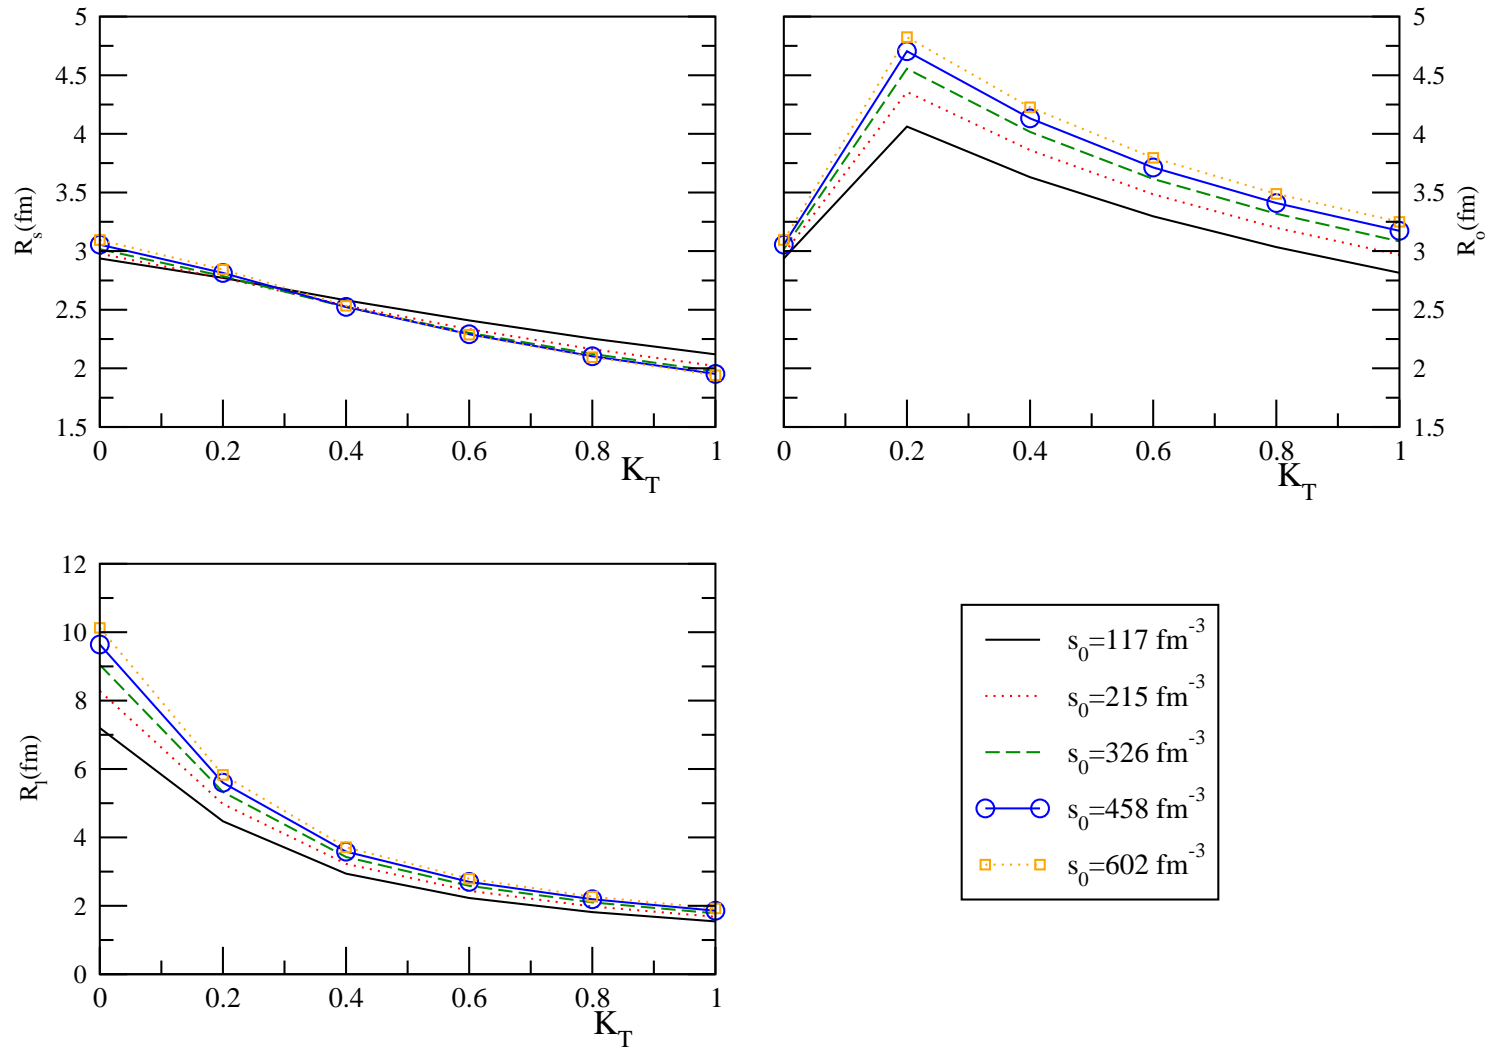 5
4.5
4
3.5
3
2.5
2
1.5
R_s(fm)
0 0.2 0.4 0.6 0.8 1
K_T
5
4.5
4
3.5
3
2.5
2
1.5
R_o(fm)
0 0.2 0.4 0.6 0.8 1
K_T
12
10
8
6
4
2
0
R_l(fm)
0 0.2 0.4 0.6 0.8 1
K_T
s_0=117 fm^-3
s_0=215 fm^-3
s_0=326 fm^-3
s_0=458 fm^-3
s_0=602 fm^-3